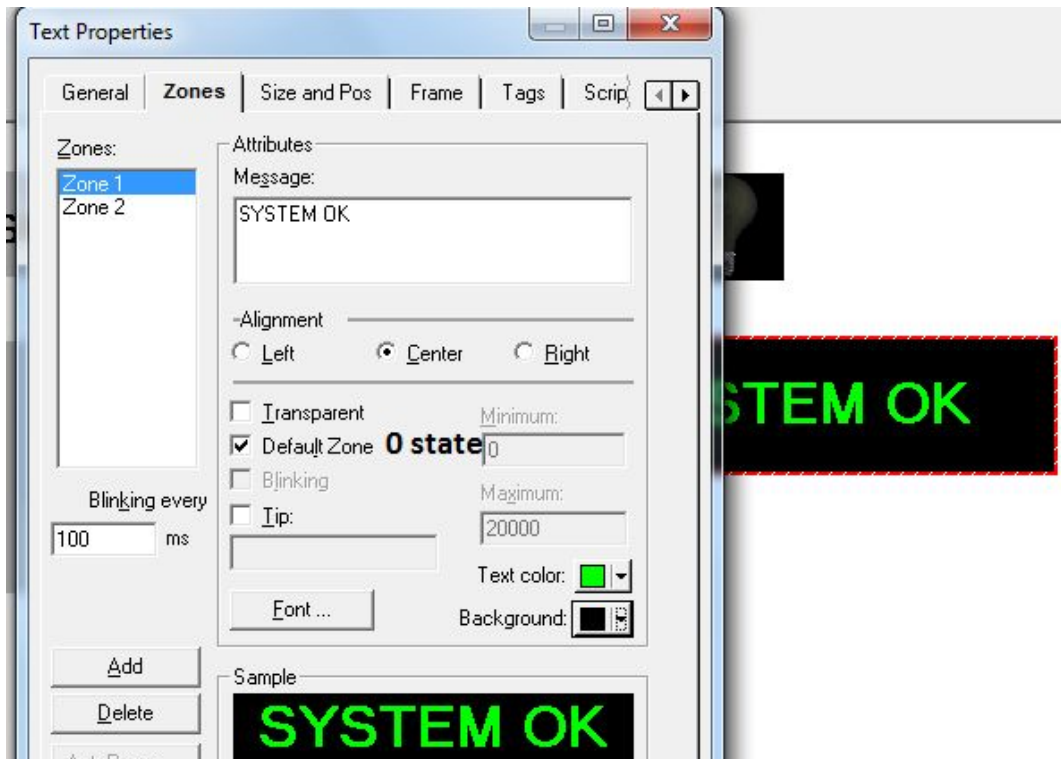 Text Properties
General Zones Size and Pos Frame Tags Scrip
Zones:
Zone 1
Zone 2
Attributes
Message:
SYSTEM OK
Alignment
Left Center Right
Transparent
Default Zone 0 state
Blinking
Tip:
Minimum:
0
Maximum:
20000
Blinking every
100 ms
Text color:
Font ...
Background:
Add
Delete
Sample
SYSTEM OK
STEM OK